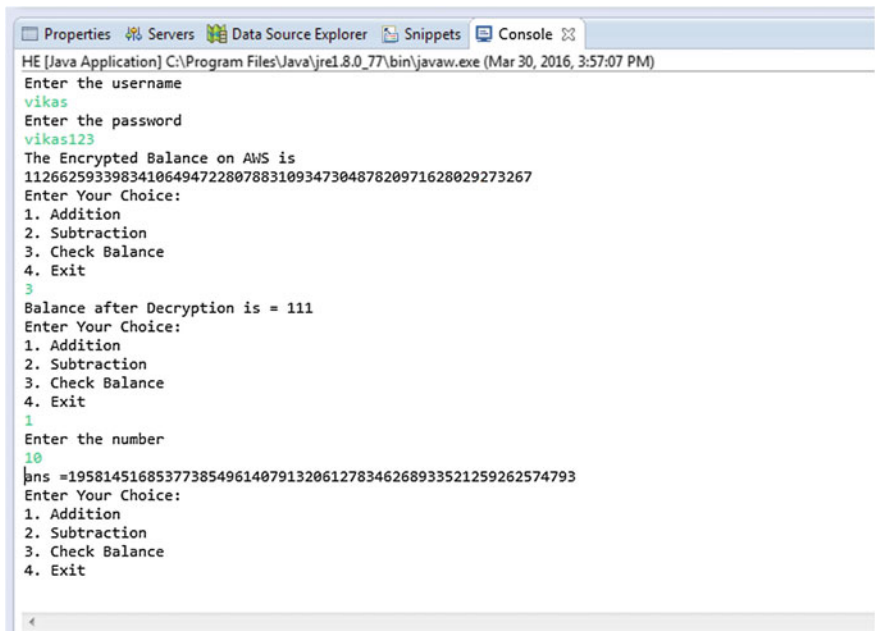 Properties Servers Data Source Explorer Snippets Console
HE [Java Application] C:\Program Files\Java\jre1.8.0_77\bin\javaw.exe (Mar 30, 2016, 3:57:07 PM)
Enter the username
vikas
Enter the password
vikas123
The Encrypted Balance on AWS is
112662593398341064947228078831093473048782097162802927 3267
Enter Your Choice:
1. Addition
2. Subtraction
3. Check Balance
4. Exit
3
Balance after Decryption is = 111
Enter Your Choice:
1. Addition
2. Subtraction
3. Check Balance
4. Exit
1
Enter the number
10
ans =19581451685377385496140791320612783462689335212592625 74793
Enter Your Choice:
1. Addition
2. Subtraction
3. Check Balance
4. Exit